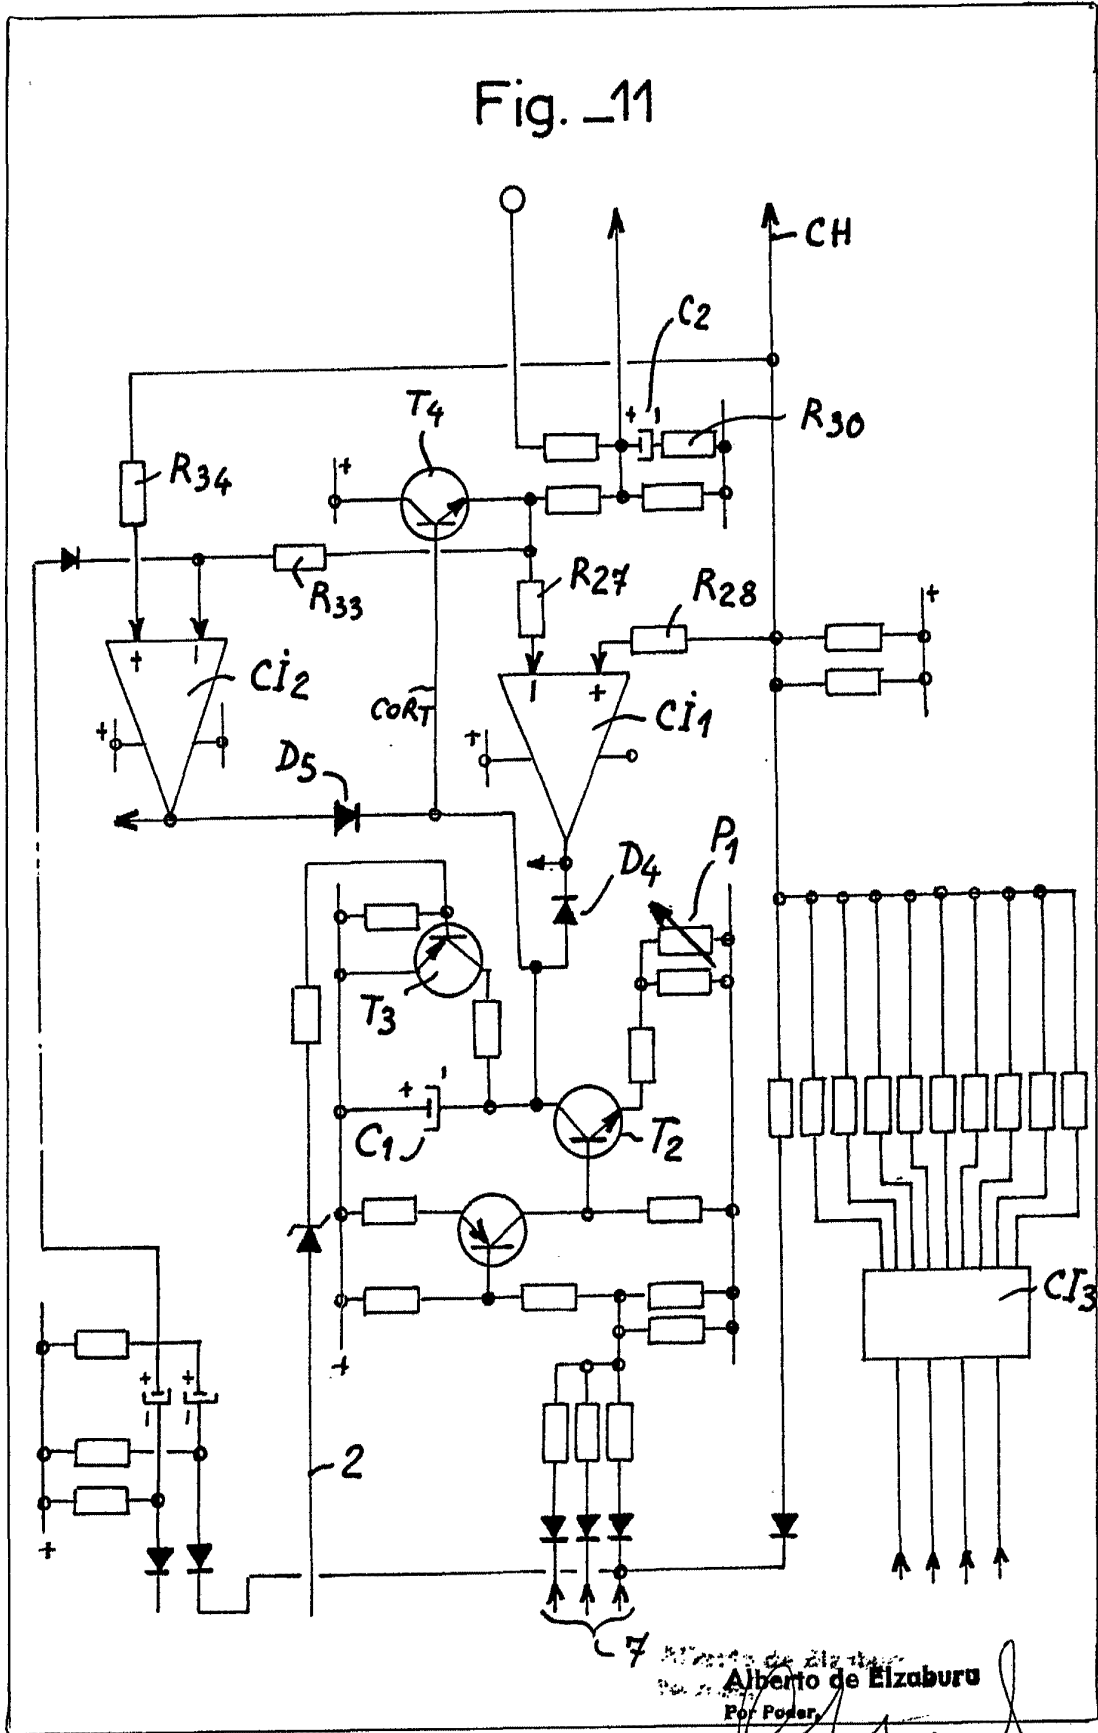 Fig. _11
CH
C2
+ -
R30
T4
+
R34
R27
R28
R33
+
+ -
- +
Ci2
Ci1
CORT
+
+
D5
P1
D4
T3
+ -
C1
T2
CI3
+
+ +
- -
2
+
7
Alberto de Elzaburu
Por Poder,